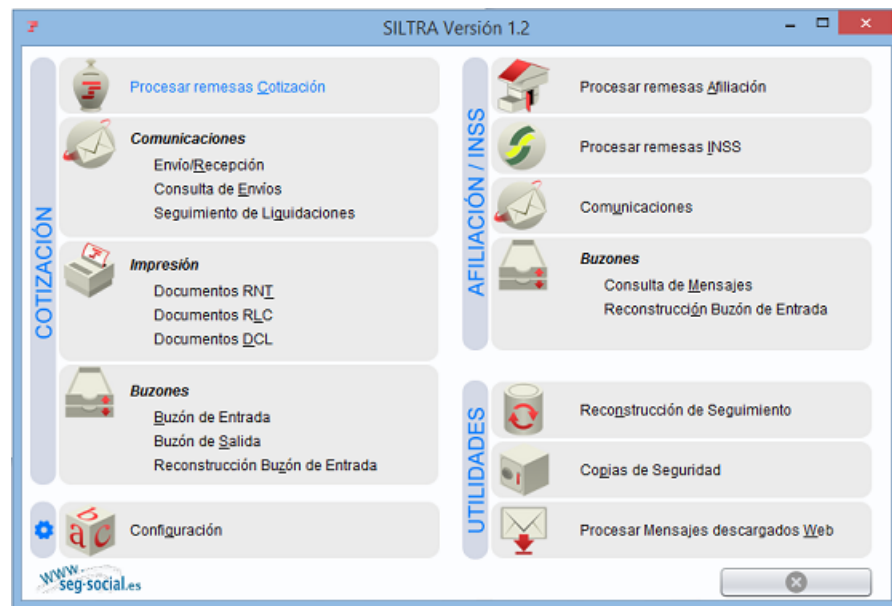 SILTRA Versión 1.2
COTIZACIÓN
Procesar remesas Cotización
Comunicaciones
Envío/Recepción
Consulta de Envíos
Seguimiento de Liquidaciones
Impresión
Documentos RNT
Documentos RLC
Documentos DCL
Buzones
Buzón de Entrada
Buzón de Salida
Reconstrucción Buzón de Entrada
Configuración
a b c
www.seg-social.es
AFILIACIÓN / INSS
Procesar remesas Afiliación
Procesar remesas INSS
Comunicaciones
Buzones
Consulta de Mensajes
Reconstrucción Buzón de Entrada
UTILIDADES
Reconstrucción de Seguimiento
Copias de Seguridad
Procesar Mensajes descargados Web